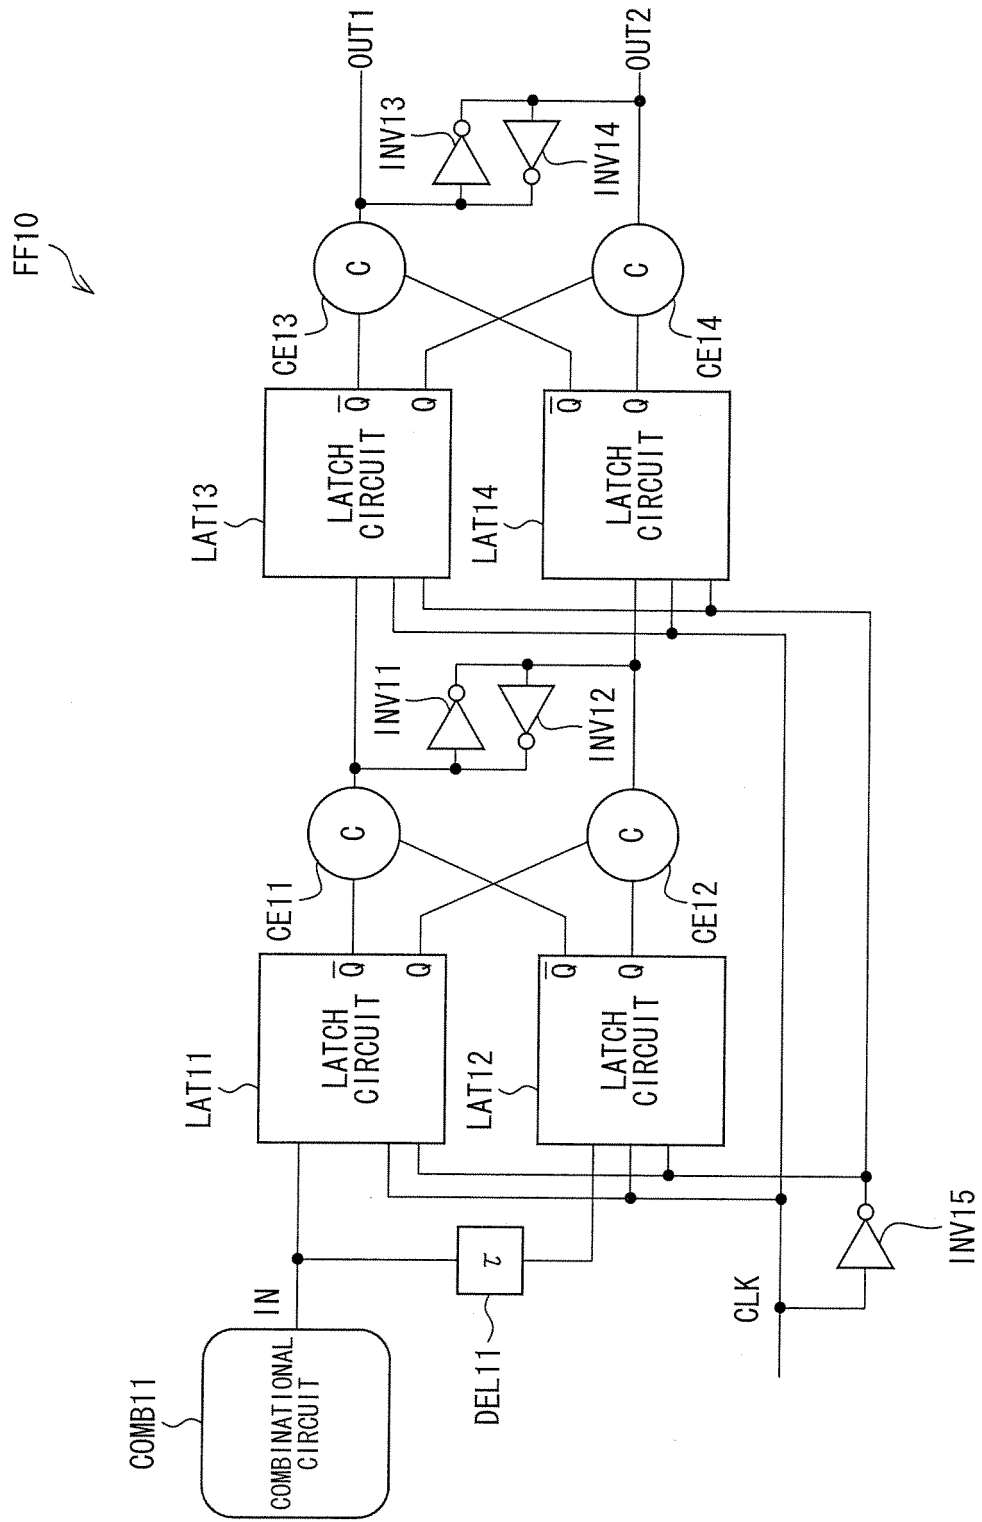 FF10
COMB11
COMBINATIONAL
CIRCUIT
IN
DEL11
τ
CLK
INV15
LAT11
LATCH
CIRCUIT
Q̅
Q
LAT12
LATCH
CIRCUIT
Q̅
Q
CE11
C
CE12
C
INV11
INV12
LAT13
LATCH
CIRCUIT
Q̅
Q
LAT14
LATCH
CIRCUIT
Q̅
Q
CE13
C
CE14
C
INV13
INV14
OUT1
OUT2